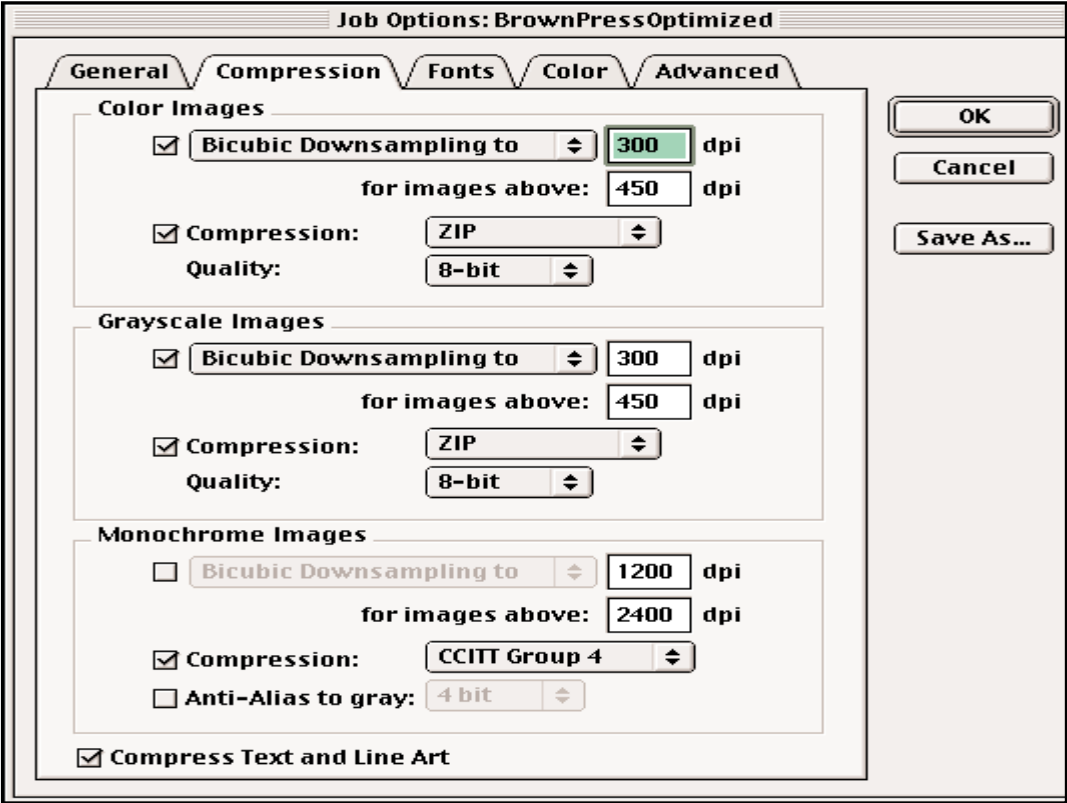 Job Options: BrownPressOptimized
General Compression Fonts Color Advanced
Color Images
Bicubic Downsampling to 300 dpi
for images above: 450 dpi
Compression: ZIP
Quality: 8-bit
Grayscale Images
Bicubic Downsampling to 300 dpi
for images above: 450 dpi
Compression: ZIP
Quality: 8-bit
Monochrome Images
Bicubic Downsampling to 1200 dpi
for images above: 2400 dpi
Compression: CCITT Group 4
Anti-Alias to gray: 4 bit
Compress Text and Line Art
OK
Cancel
Save As...